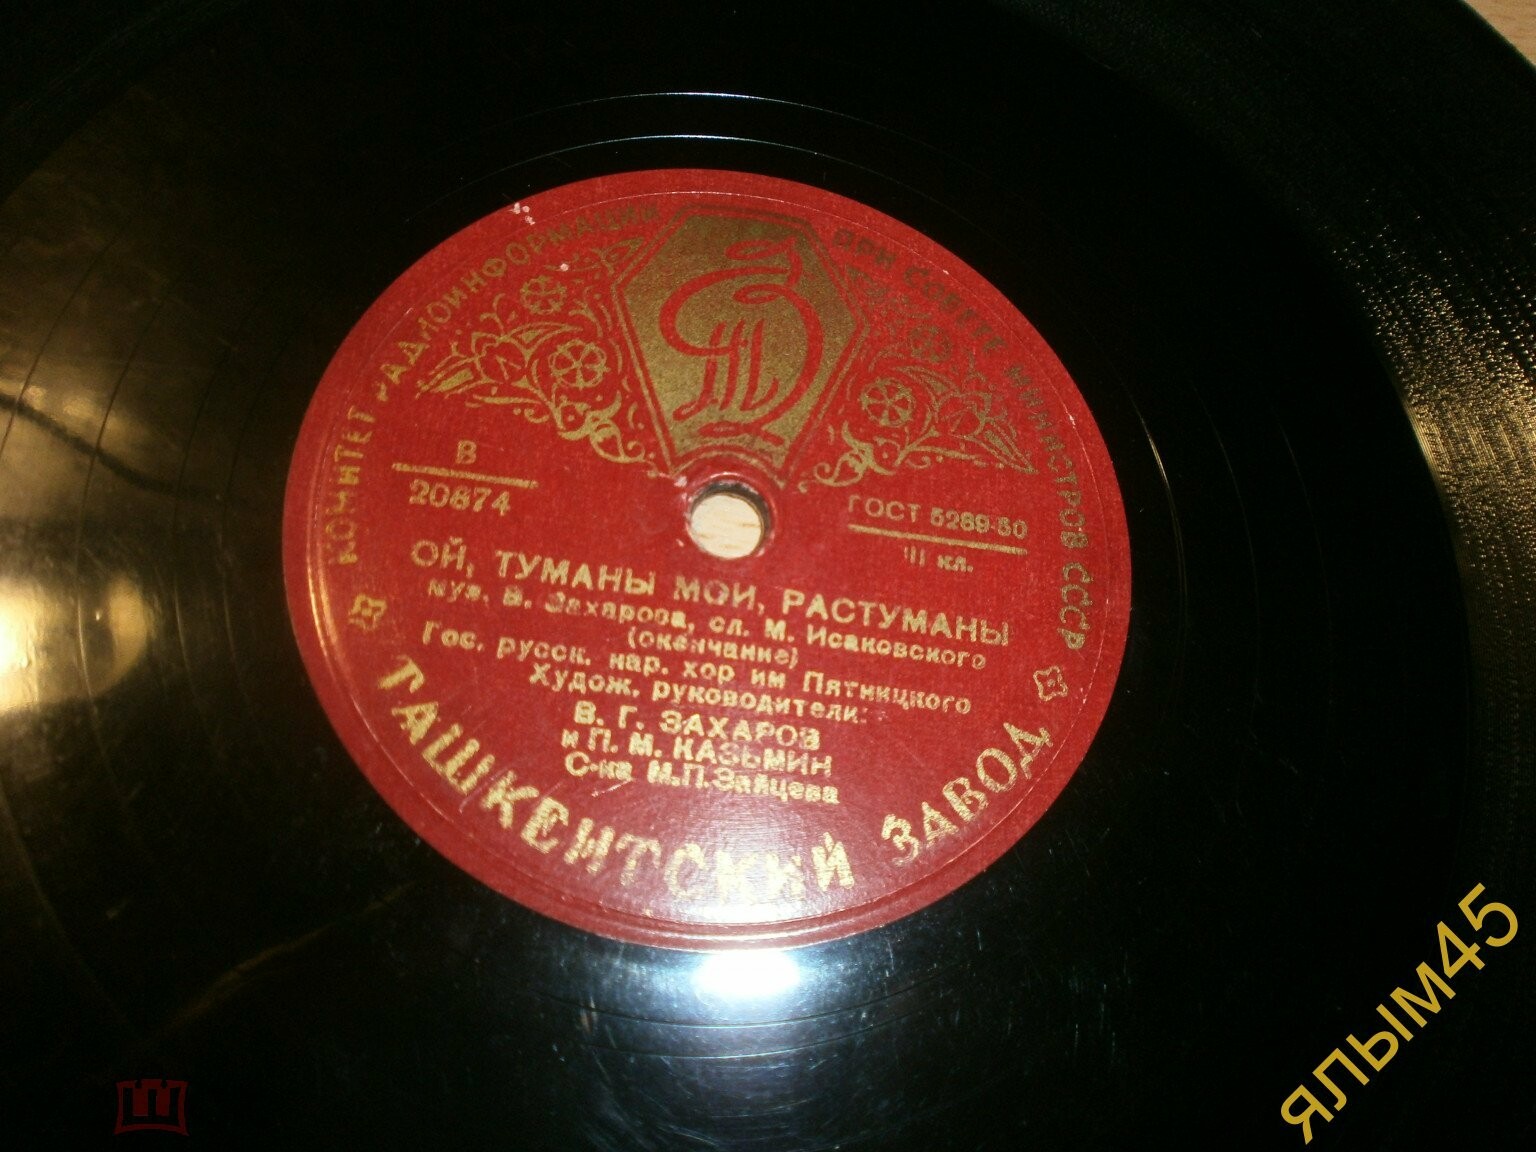 КОМИТЕТ РАДИОИНФОРМАЦИИ ПРИ СОВЕТЕ МИНИСТРОВ СССР
В
20874
ГОСТ 5289-50
III кл.
ОЙ, ТУМАНЫ МОИ, РАСТУМАНЫ
муз. В. Захарова, сл. М. Исаковского
(окончание)
Гос. русск. нар. хор им Пятницкого
Худож. руководители:
В. Г. ЗАХАРОВ
и П. М. КАЗЬМИН
С-ка М.П.Зайцева
ТАШКЕНТСКИЙ ЗАВОД
ЯЛЫМ45